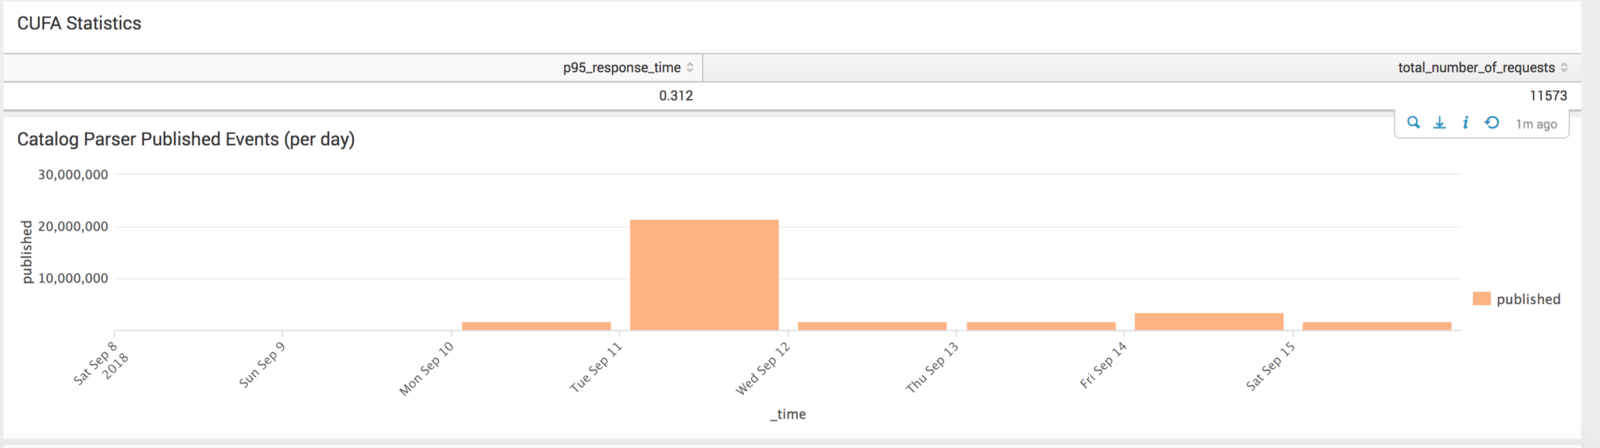 CUFA Statistics
p95_response_time
total_number_of_requests
0.312
11573
1m ago
Catalog Parser Published Events (per day)
30,000,000
20,000,000
10,000,000
published
published
Sat Sep 8
2018
Sun Sep 9
Mon Sep 10
Tue Sep 11
Wed Sep 12
Thu Sep 13
Fri Sep 14
Sat Sep 15
_time